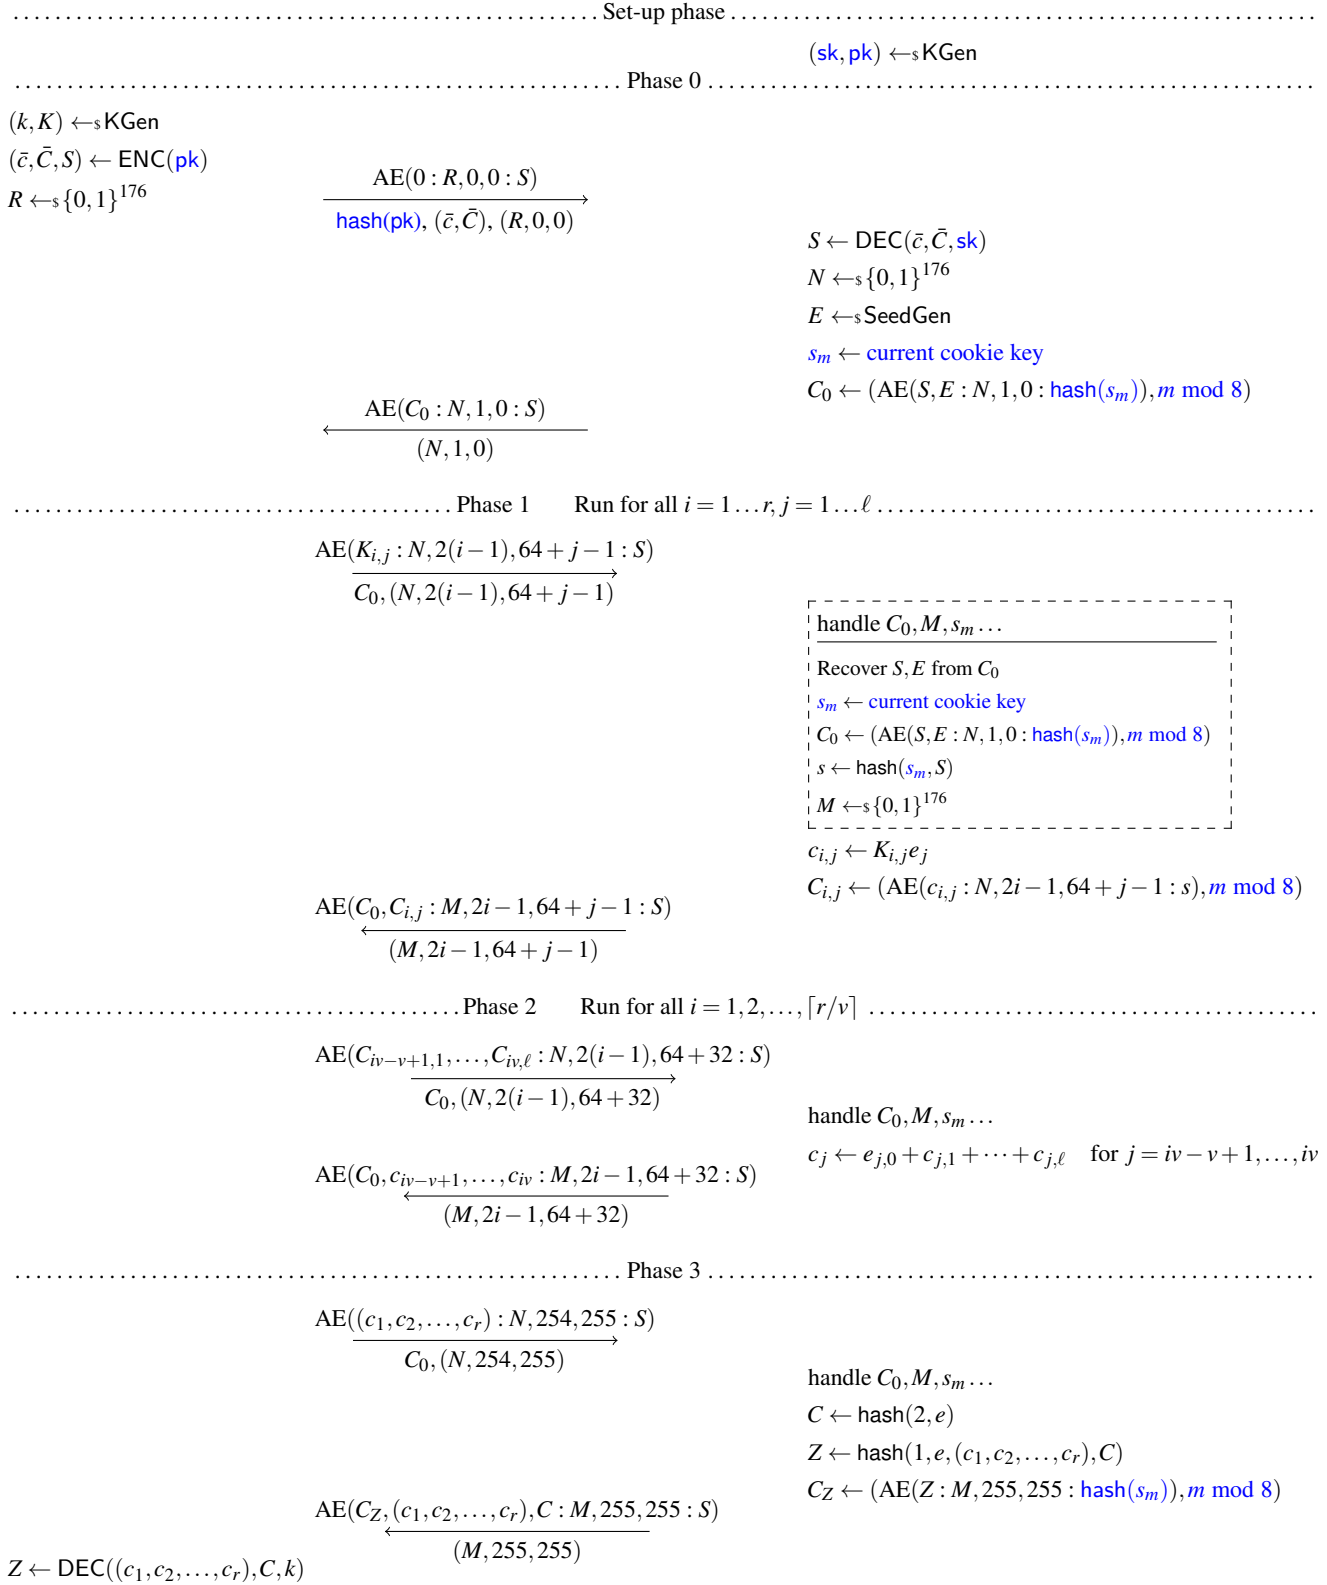 Set-up phase
(sk, pk) ←$ KGen
Phase 0
(k, K) ←$ KGen
(c̄, C̄, S) ← ENC(pk)
R ←$ {0,1}^176
AE(0 : R, 0, 0 : S)
hash(pk), (c̄, C̄), (R, 0, 0)
S ← DEC(c̄, C̄, sk)
N ←$ {0,1}^176
E ←$ SeedGen
s_m ← current cookie key
C_0 ← (AE(S, E : N, 1, 0 : hash(s_m)), m mod 8)
AE(C_0 : N, 1, 0 : S)
(N, 1, 0)
Phase 1 Run for all i = 1…r, j = 1…ℓ
AE(K_{i,j} : N, 2(i−1), 64 + j − 1 : S)
C_0, (N, 2(i−1), 64 + j − 1)
handle C_0, M, s_m …
Recover S, E from C_0
s_m ← current cookie key
C_0 ← (AE(S, E : N, 1, 0 : hash(s_m)), m mod 8)
s ← hash(s_m, S)
M ←$ {0,1}^176
c_{i,j} ← K_{i,j}e_j
C_{i,j} ← (AE(c_{i,j} : N, 2i − 1, 64 + j − 1 : s), m mod 8)
AE(C_0, C_{i,j} : M, 2i − 1, 64 + j − 1 : S)
(M, 2i − 1, 64 + j − 1)
Phase 2 Run for all i = 1, 2, …, ⌈r/v⌉
AE(C_{iv−v+1,1}, …, C_{iv,ℓ} : N, 2(i−1), 64 + 32 : S)
C_0, (N, 2(i−1), 64 + 32)
handle C_0, M, s_m …
c_j ← e_{j,0} + c_{j,1} + ··· + c_{j,ℓ} for j = iv − v + 1, …, iv
AE(C_0, c_{iv−v+1}, …, c_{iv} : M, 2i − 1, 64 + 32 : S)
(M, 2i − 1, 64 + 32)
Phase 3
AE((c_1, c_2, …, c_r) : N, 254, 255 : S)
C_0, (N, 254, 255)
handle C_0, M, s_m …
C ← hash(2, e)
Z ← hash(1, e, (c_1, c_2, …, c_r), C)
C_Z ← (AE(Z : M, 255, 255 : hash(s_m)), m mod 8)
AE(C_Z, (c_1, c_2, …, c_r), C : M, 255, 255 : S)
(M, 255, 255)
Z ← DEC((c_1, c_2, …, c_r), C, k)